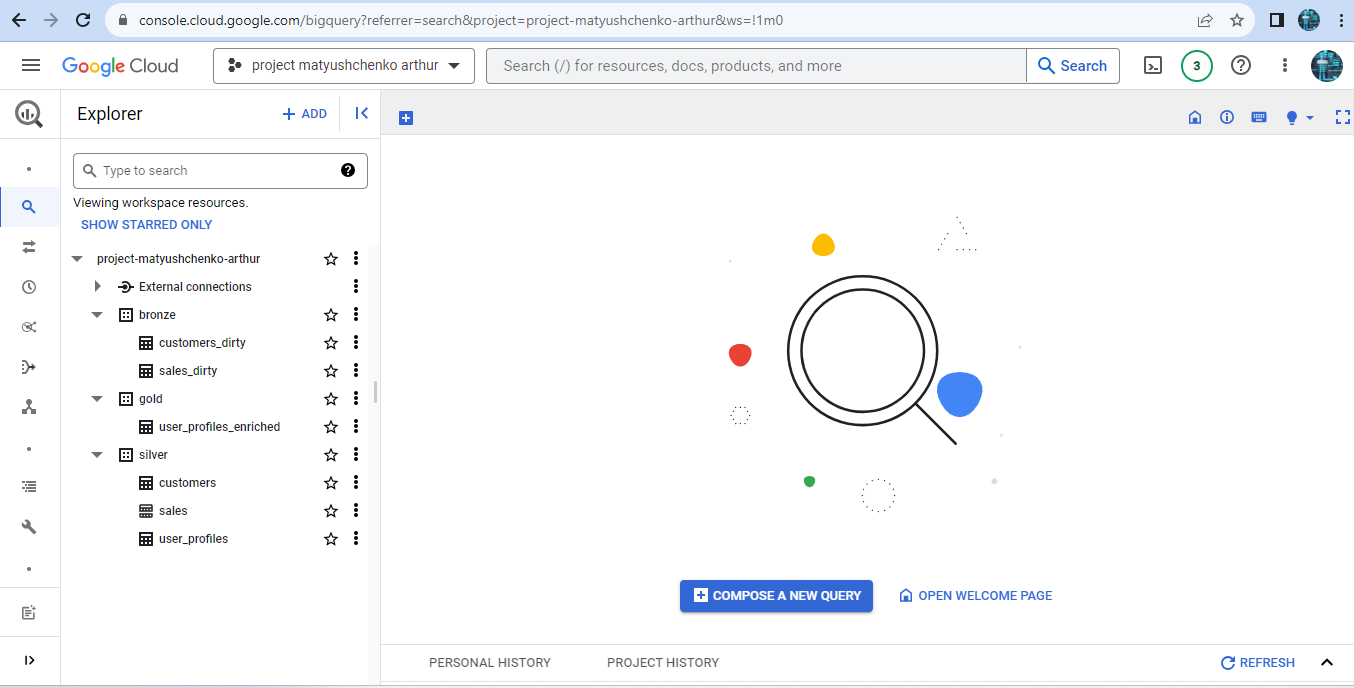 console.cloud.google.com/bigquery?referrer=search&project=project-matyushchenko-arthur&ws=!1m0
Google Cloud
project matyushchenko arthur
Search (/) for resources, docs, products, and more
Search
3
?
Explorer
+ ADD
Type to search
?
Viewing workspace resources.
SHOW STARRED ONLY
project-matyushchenko-arthur
External connections
bronze
customers_dirty
sales_dirty
gold
user_profiles_enriched
silver
customers
sales
user_profiles
COMPOSE A NEW QUERY
OPEN WELCOME PAGE
PERSONAL HISTORY
PROJECT HISTORY
REFRESH